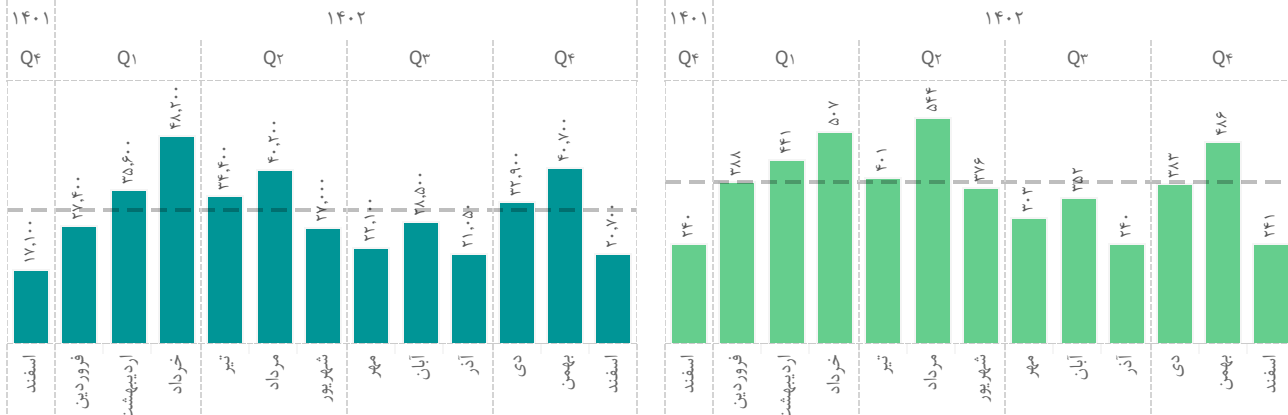 ۱۴۰۱ ۱۴۰۲
Q۴ Q۱ Q۲ Q۳ Q۴
۱۷,۱۰۰ ۲۷,۴۰۰ ۳۵,۶۰۰ ۴۸,۲۰۰ ۳۴,۴۰۰ ۴۰,۲۰۰ ۲۷,۰۰۰ ۲۲,۱۰۰ ۲۸,۵۰۰ ۲۱,۰۵۰ ۳۲,۹۰۰ ۴۰,۷۰۰ ۲۰,۷۰۰
اسفند فروردین اردیبهشت خرداد تیر مرداد شهریور مهر آبان آذر دی بهمن اسفند
۱۴۰۱ ۱۴۰۲
Q۴ Q۱ Q۲ Q۳ Q۴
۲۴۰ ۳۸۸ ۴۴۱ ۵۰۷ ۴۰۱ ۵۴۴ ۳۷۶ ۳۰۳ ۳۵۲ ۲۴۰ ۳۸۳ ۴۸۶ ۲۴۱
اسفند فروردین اردیبهشت خرداد تیر مرداد شهریور مهر آبان آذر دی بهمن اسفند